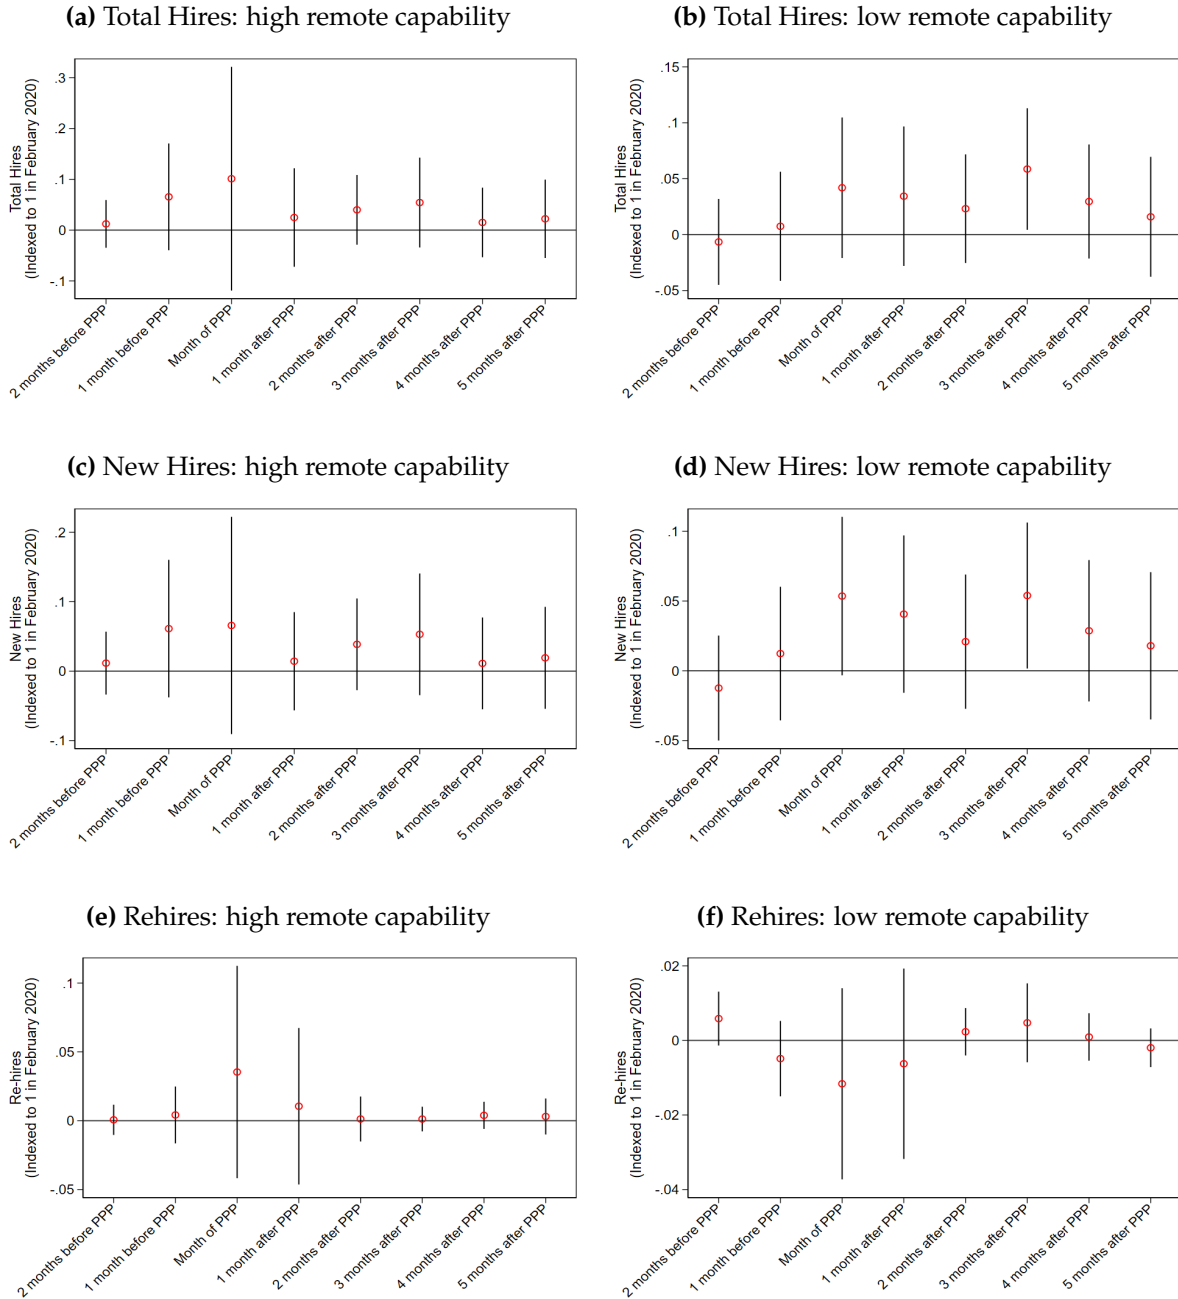 (a) Total Hires: high remote capability
Total Hires
(Indexed to 1 in February 2020)
.3
.2
.1
0
-.1
2 months before PPP
1 month before PPP
Month of PPP
1 month after PPP
2 months after PPP
3 months after PPP
4 months after PPP
5 months after PPP
(b) Total Hires: low remote capability
Total Hires
(Indexed to 1 in February 2020)
.15
.1
.05
0
-.05
2 months before PPP
1 month before PPP
Month of PPP
1 month after PPP
2 months after PPP
3 months after PPP
4 months after PPP
5 months after PPP
(c) New Hires: high remote capability
New Hires
(Indexed to 1 in February 2020)
.2
.1
0
-.1
2 months before PPP
1 month before PPP
Month of PPP
1 month after PPP
2 months after PPP
3 months after PPP
4 months after PPP
5 months after PPP
(d) New Hires: low remote capability
New Hires
(Indexed to 1 in February 2020)
.1
.05
0
-.05
2 months before PPP
1 month before PPP
Month of PPP
1 month after PPP
2 months after PPP
3 months after PPP
4 months after PPP
5 months after PPP
(e) Rehires: high remote capability
Re-hires
(Indexed to 1 in February 2020)
.1
.05
0
-.05
2 months before PPP
1 month before PPP
Month of PPP
1 month after PPP
2 months after PPP
3 months after PPP
4 months after PPP
5 months after PPP
(f) Rehires: low remote capability
Re-hires
(Indexed to 1 in February 2020)
.02
0
-.02
-.04
2 months before PPP
1 month before PPP
Month of PPP
1 month after PPP
2 months after PPP
3 months after PPP
4 months after PPP
5 months after PPP